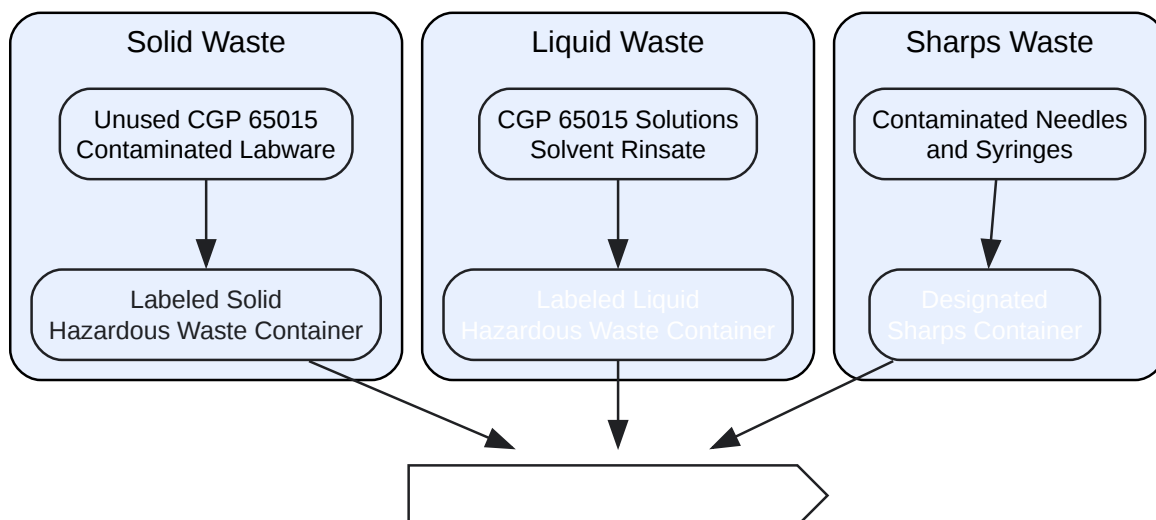 Solid Waste
Unused CGP 65015
Contaminated Labware
Labeled Solid
Hazardous Waste Container
Liquid Waste
CGP 65015 Solutions
Solvent Rinsate
Labeled Liquid
Hazardous Waste Container
Sharps Waste
Contaminated Needles
and Syringes
Designated
Sharps Container